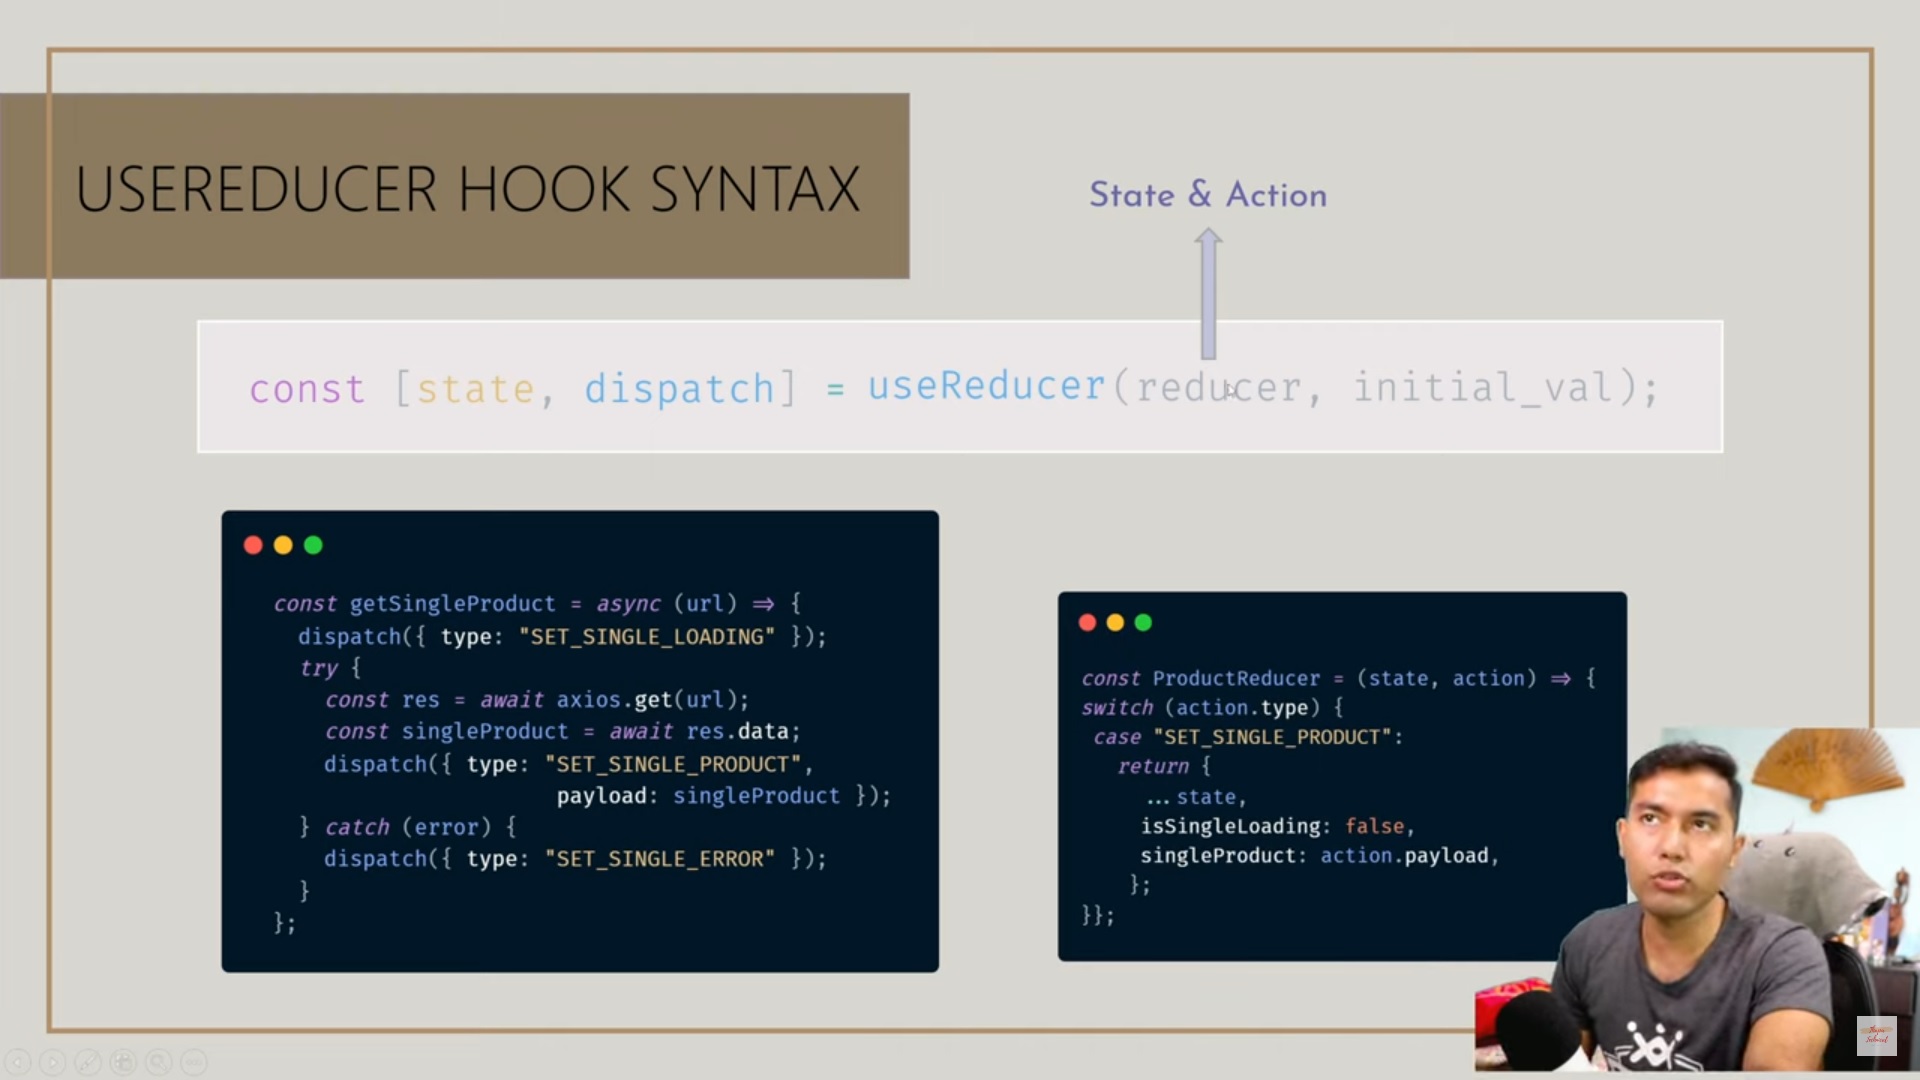 USEREDUCER HOOK SYNTAX
State & Action
const [state, dispatch] = useReducer(reducer, initial_val);
const getSingleProduct = async (url) ⇒ {
dispatch({ type: "SET_SINGLE_LOADING" });
try {
const res = await axios.get(url);
const singleProduct = await res.data;
dispatch({ type: "SET_SINGLE_PRODUCT",
payload: singleProduct });
} catch (error) {
dispatch({ type: "SET_SINGLE_ERROR" });
}
};
const ProductReducer = (state, action) ⇒ {
switch (action.type) {
case "SET_SINGLE_PRODUCT":
return {
...state,
isSingleLoading: false,
singleProduct: action.payload,
};
}};